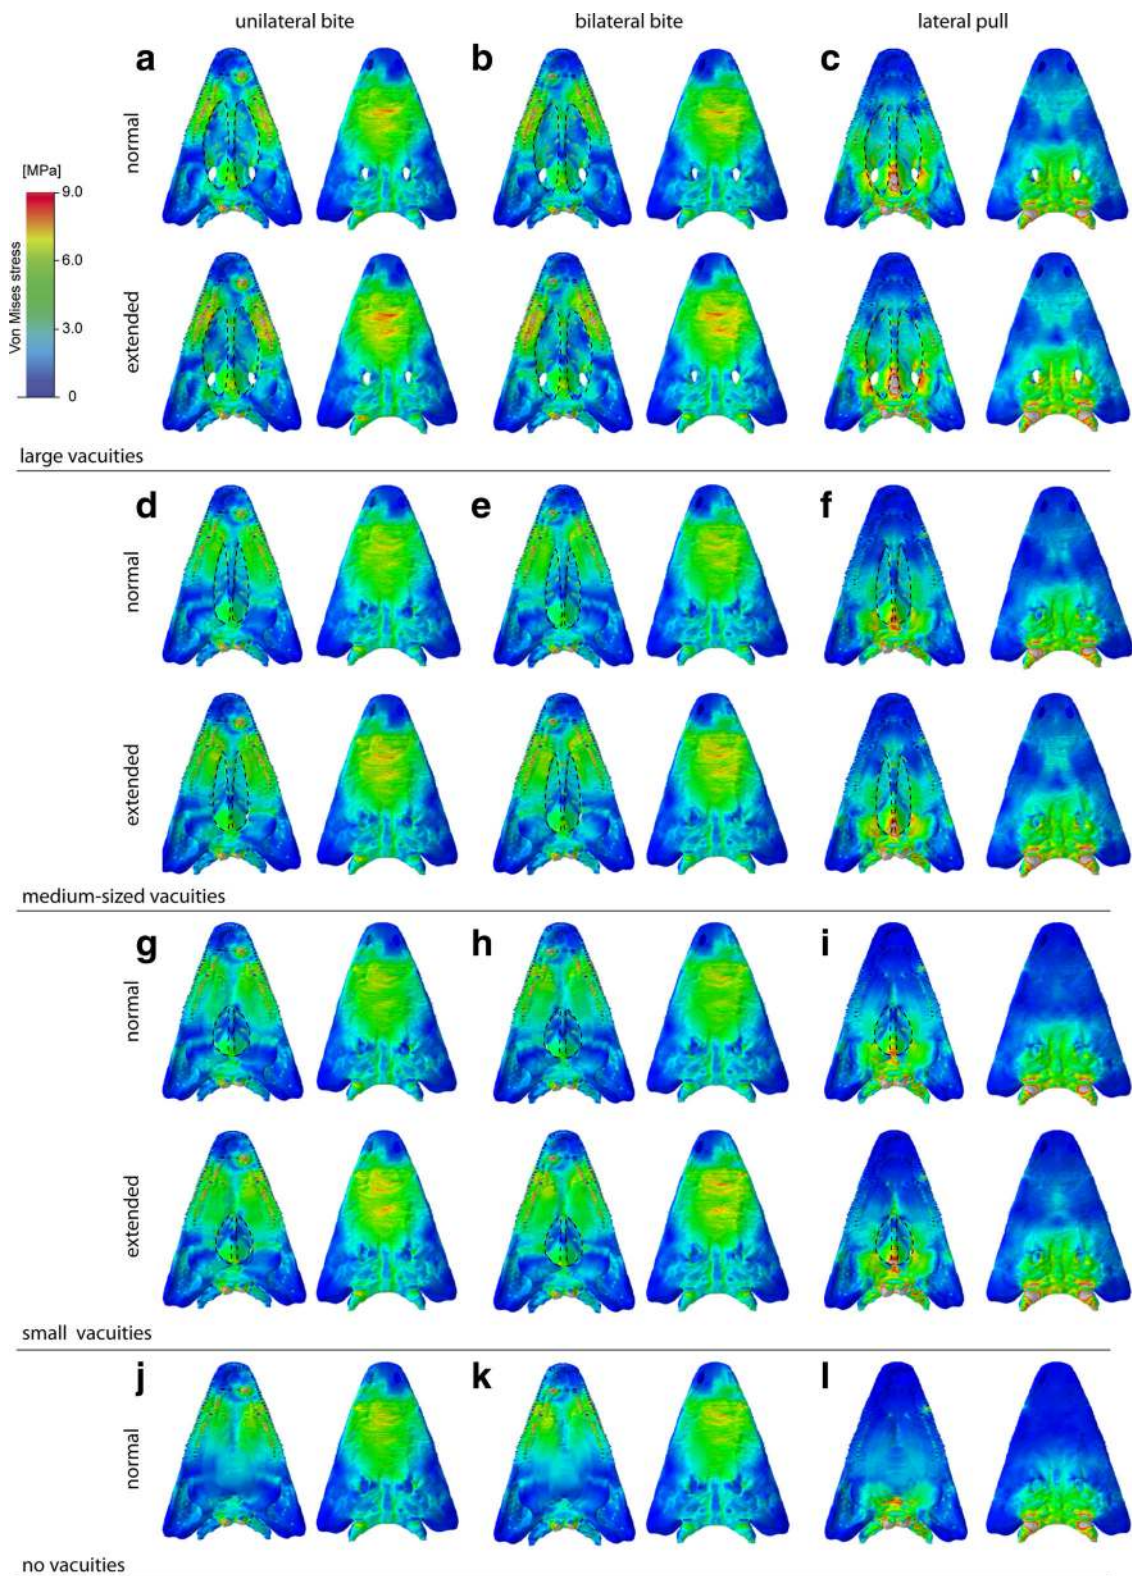 unilateral bite
bilateral bite
lateral pull
a
b
c
normal
[MPa]
9.0
6.0
3.0
0
Von Mises stress
extended
large vacuities
d
e
f
normal
extended
medium-sized vacuities
g
h
i
normal
extended
small vacuities
j
k
l
normal
no vacuities